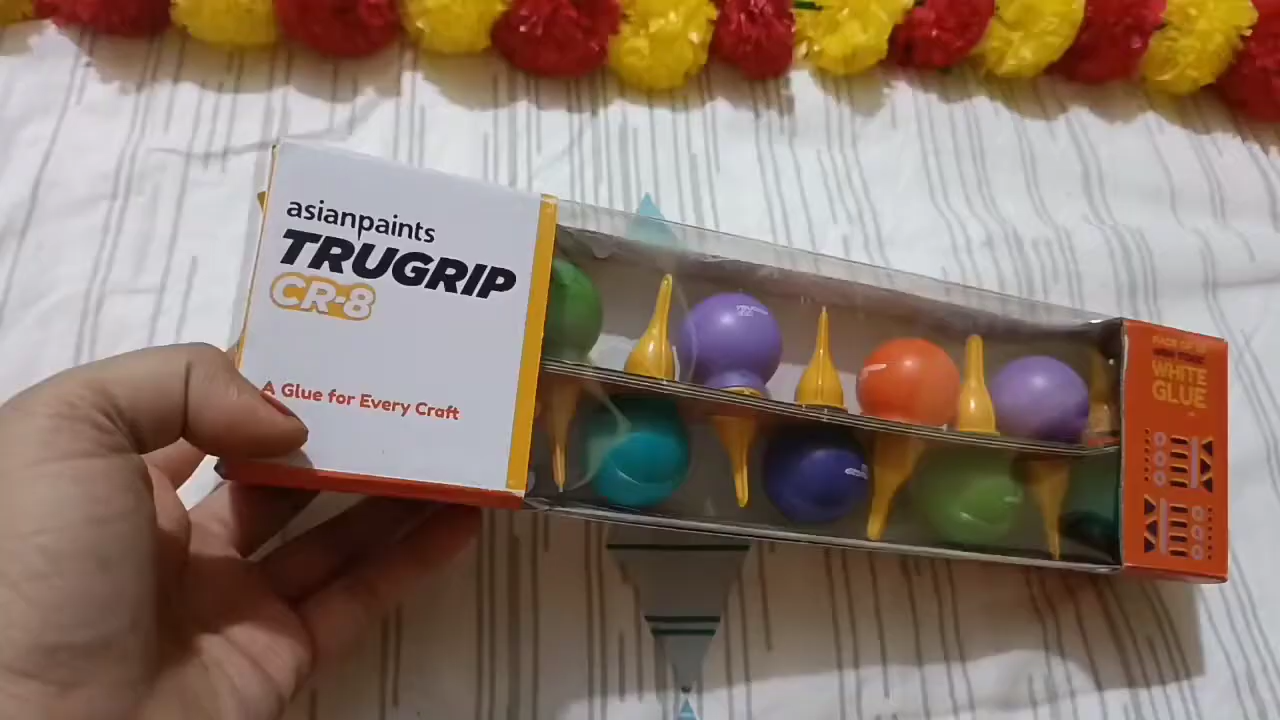 asianpaints
TRUGRIP
CR-8
A Glue for Every Craft
WHITE
GLUE